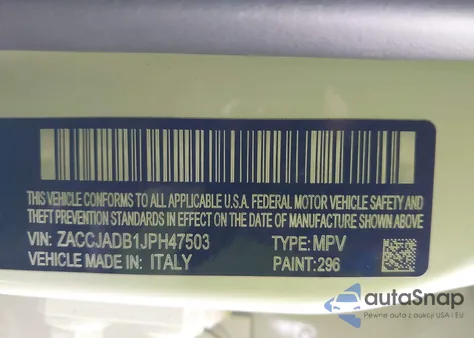 THIS VEHICLE CONFORMS TO ALL APPLICABLE U.S.A. FEDERAL MOTOR VEHICLE SAFETY AND
THEFT PREVENTION STANDARDS IN EFFECT ON THE DATE OF MANUFACTURE SHOWN ABOVE
VIN: ZACCJADB1JPH47503 TYPE: MPV
VEHICLE MADE IN: ITALY PAINT: 296
autaSnap
Pewne auta z aukcji USA i EU